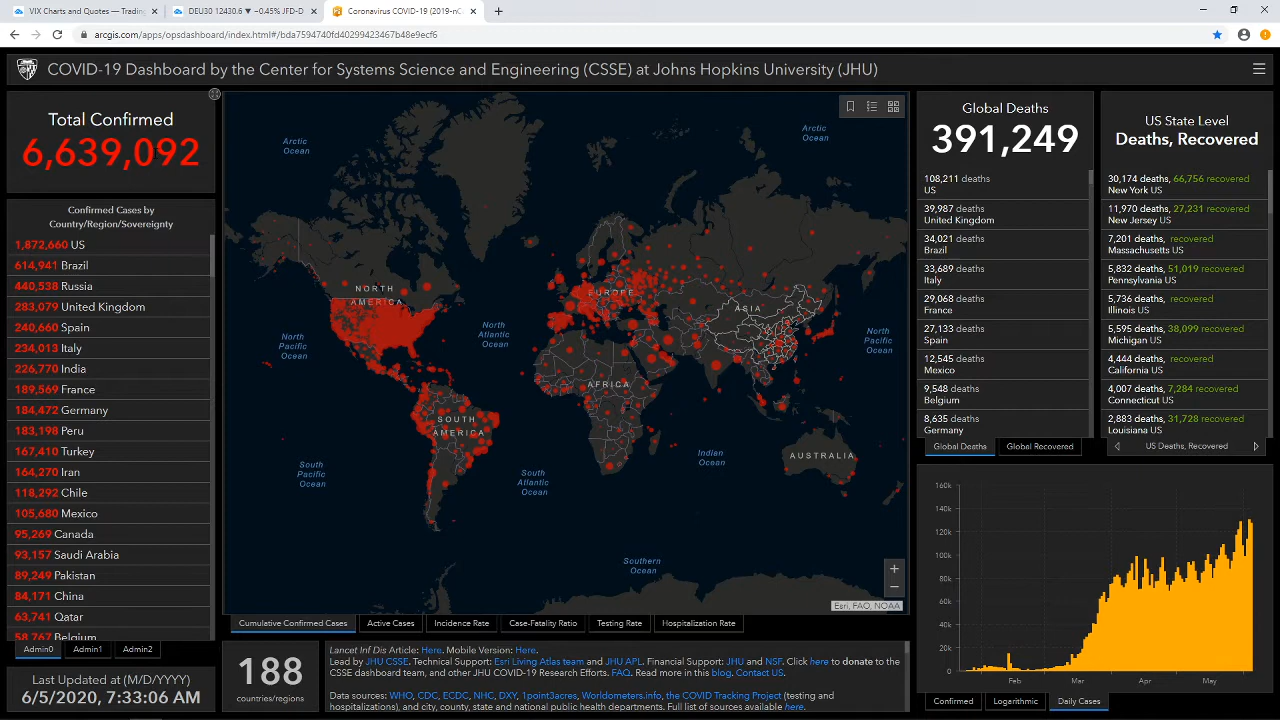 VIX Charts and Quotes — Trading
DEU30 12430.6 ▼ −0.45% JFD-D
Coronavirus COVID-19 (2019-nC
arcgis.com/apps/opsdashboard/index.html#/bda7594740fd40299423467b48e9ecf6
COVID-19 Dashboard by the Center for Systems Science and Engineering (CSSE) at Johns Hopkins University (JHU)
Total Confirmed
6,639,092
Confirmed Cases by
Country/Region/Sovereignty
1,872,660 US
614,941 Brazil
440,538 Russia
283,079 United Kingdom
240,660 Spain
234,013 Italy
226,770 India
189,569 France
184,472 Germany
183,198 Peru
167,410 Turkey
164,270 Iran
118,292 Chile
105,680 Mexico
95,269 Canada
93,157 Saudi Arabia
89,249 Pakistan
84,171 China
63,741 Qatar
58,767 Belgium
Admin0
Admin1
Admin2
Last Updated at (M/D/YYYY)
6/5/2020, 7:33:06 AM
Arctic
Ocean
Arctic
Ocean
NORTH
AMERICA
EUROPE
ASIA
North
Pacific
Ocean
North
Atlantic
Ocean
North
Pacific
Ocean
AFRICA
SOUTH
AMERICA
AUSTRALIA
Indian
Ocean
South
Pacific
Ocean
South
Atlantic
Ocean
Southern
Ocean
+
−
Esri, FAO, NOAA
Cumulative Confirmed Cases
Active Cases
Incidence Rate
Case-Fatality Ratio
Testing Rate
Hospitalization Rate
188
countries/regions
Lancet Inf Dis Article: Here. Mobile Version: Here.
Lead by JHU CSSE. Technical Support: Esri Living Atlas team and JHU APL. Financial Support: JHU and NSF. Click here to donate to the
CSSE dashboard team, and other JHU COVID-19 Research Efforts. FAQ. Read more in this blog. Contact US.
Data sources: WHO, CDC, ECDC, NHC, DXY, 1point3acres, Worldometers.info, the COVID Tracking Project (testing and
hospitalizations), and city, county, state and national public health departments. Full list of sources available here.
Global Deaths
391,249
108,211 deaths
US
39,987 deaths
United Kingdom
34,021 deaths
Brazil
33,689 deaths
Italy
29,068 deaths
France
27,133 deaths
Spain
12,545 deaths
Mexico
9,548 deaths
Belgium
8,635 deaths
Germany
Global Deaths
Global Recovered
US State Level
Deaths, Recovered
30,174 deaths, 66,756 recovered
New York US
11,970 deaths, 27,231 recovered
New Jersey US
7,201 deaths, recovered
Massachusetts US
5,832 deaths, 51,019 recovered
Pennsylvania US
5,736 deaths, recovered
Illinois US
5,595 deaths, 38,099 recovered
Michigan US
4,444 deaths, recovered
California US
4,007 deaths, 7,284 recovered
Connecticut US
2,883 deaths, 31,728 recovered
Louisiana US
US Deaths, Recovered
160k
140k
120k
100k
80k
60k
40k
20k
0
Feb
Mar
Apr
May
Confirmed
Logarithmic
Daily Cases